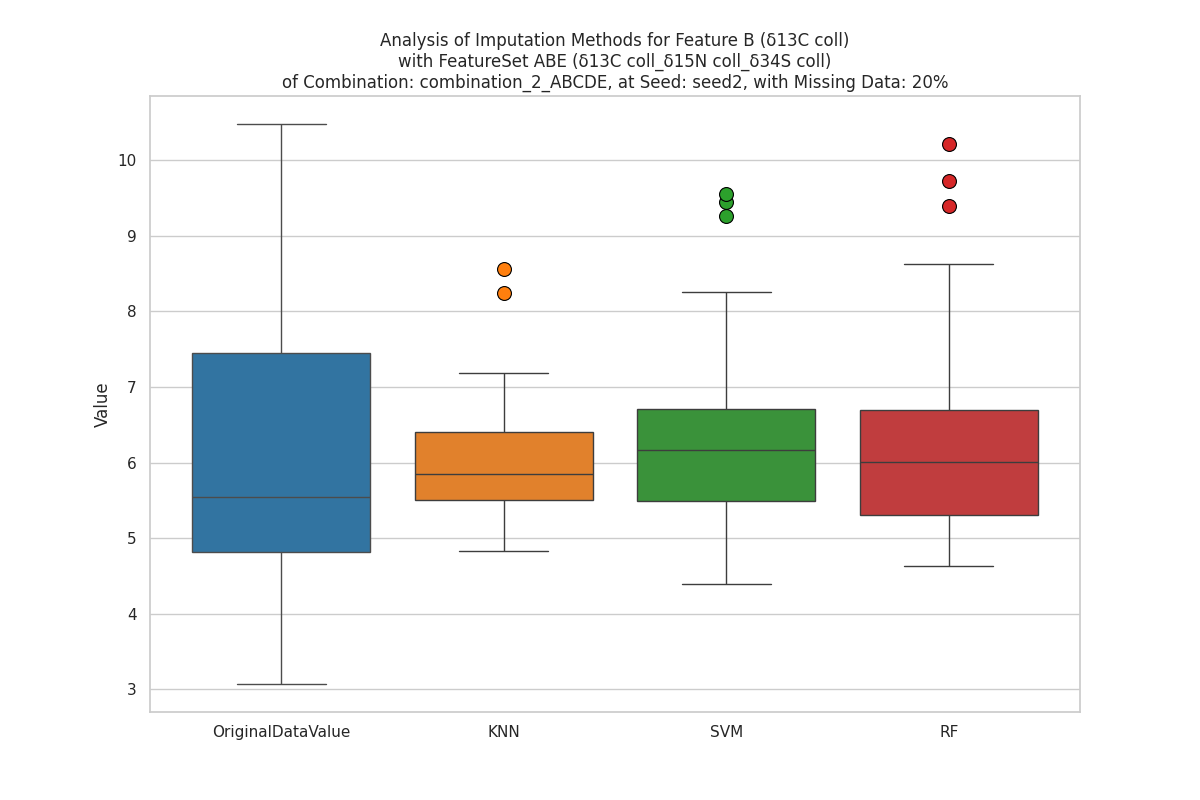 Analysis of Imputation Methods for Feature B (δ13C coll)
with FeatureSet ABE (δ13C coll_δ15N coll_δ34S coll)
of Combination: combination_2_ABCDE, at Seed: seed2, with Missing Data: 20%
10
9
8
7
6
5
4
3
Value
OriginalDataValue
KNN
SVM
RF